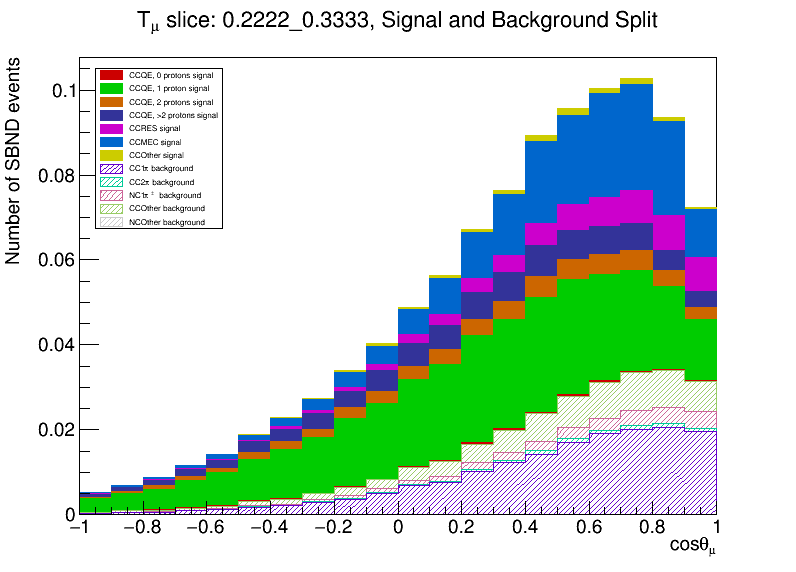 Tμ slice: 0.2222_0.3333, Signal and Background Split
Number of SBND events
0.1
0.08
0.06
0.04
0.02
0
CCQE, 0 protons signal
CCQE, 1 proton signal
CCQE, 2 protons signal
CCQE, >2 protons signal
CCRES signal
CCMEC signal
CCOther signal
CC1π background
CC2π background
NC1π ± background
CCOther background
NCOther background
−1 −0.8 −0.6 −0.4 −0.2 0 0.2 0.4 0.6 0.8 1
cosθμ